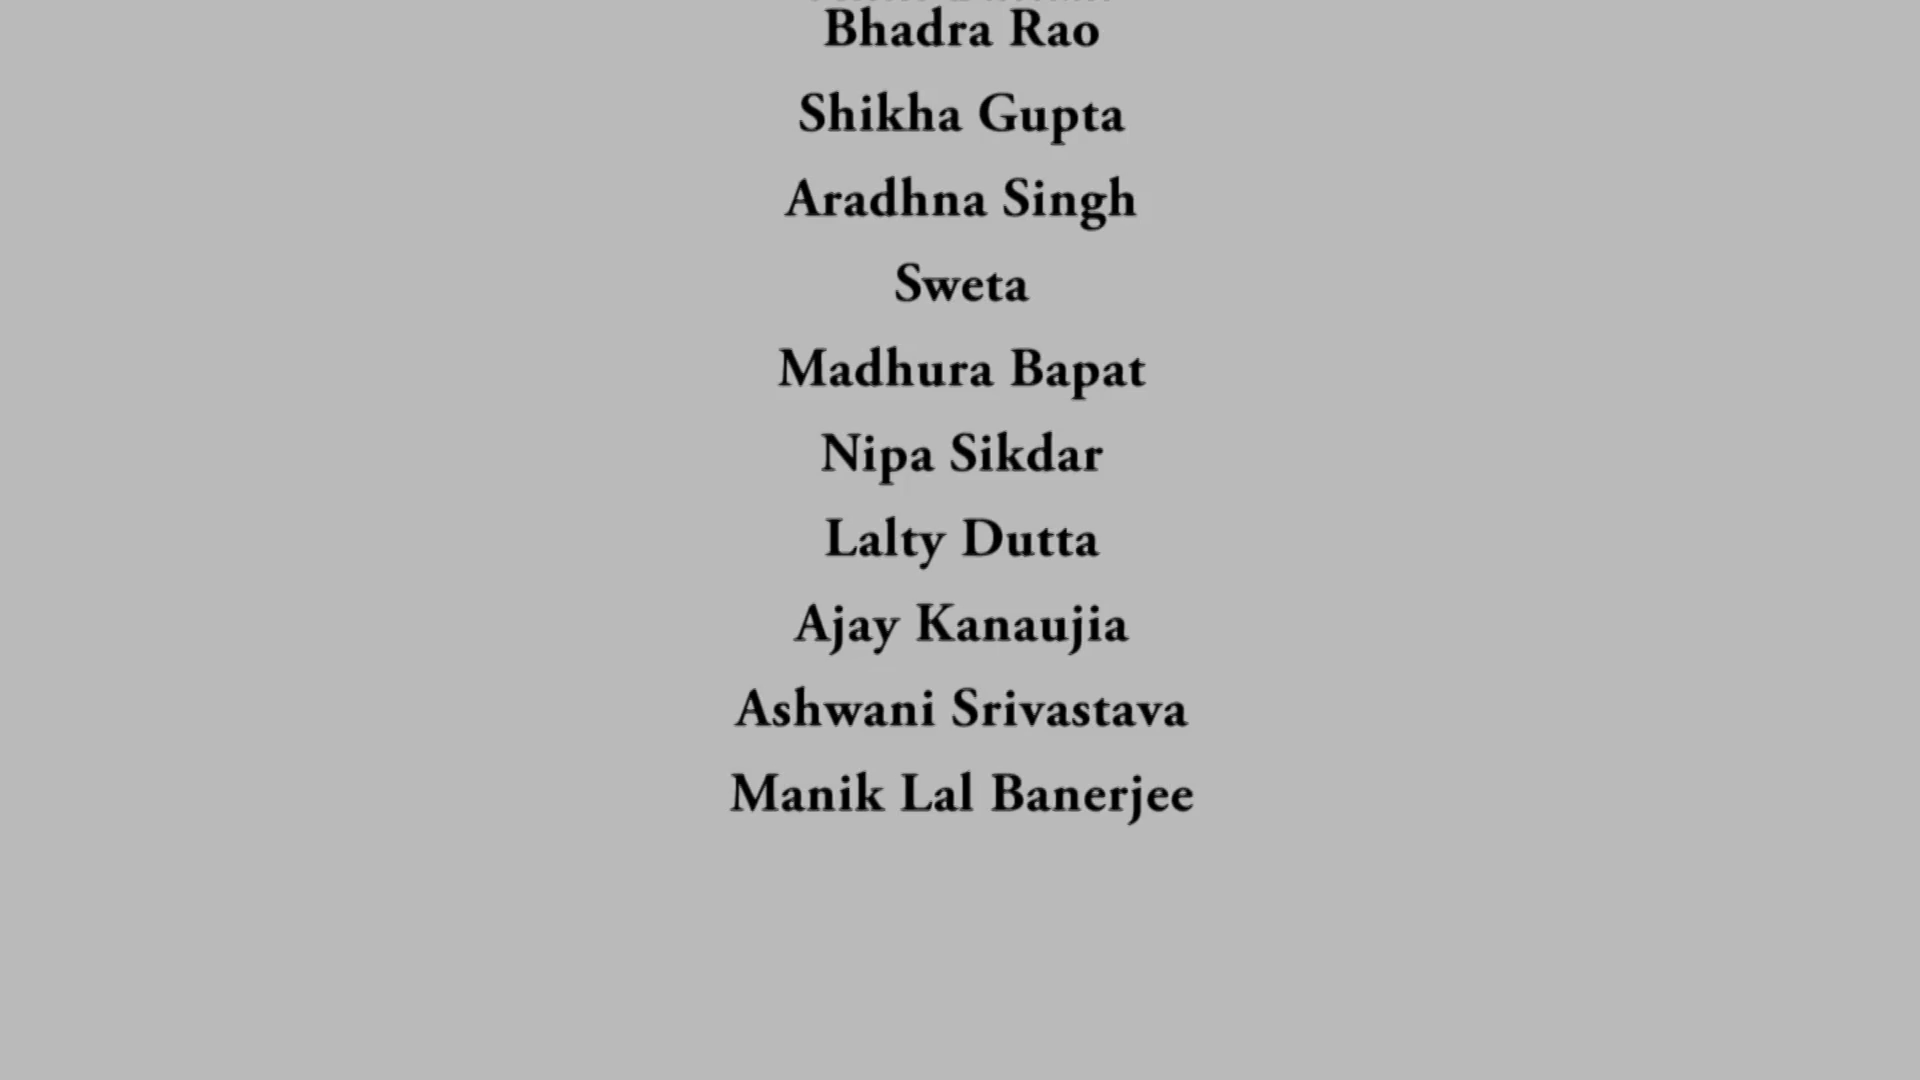 Bhadra Rao
Shikha Gupta
Aradhna Singh
Sweta
Madhura Bapat
Nipa Sikdar
Lalty Dutta
Ajay Kanaujia
Ashwani Srivastava
Manik Lal Banerjee